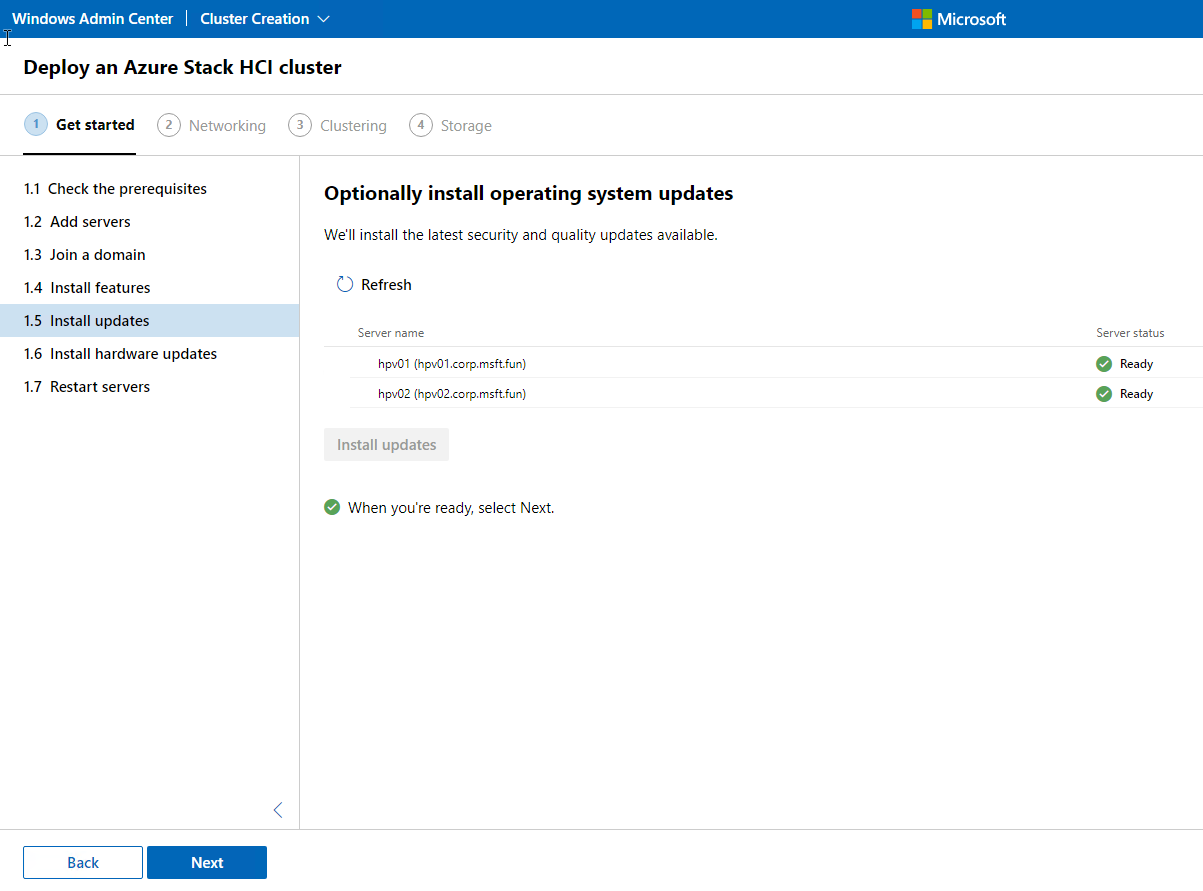 Windows Admin Center | Cluster Creation Microsoft
Deploy an Azure Stack HCI cluster
1 Get started 2 Networking 3 Clustering 4 Storage
1.1 Check the prerequisites
1.2 Add servers
1.3 Join a domain
1.4 Install features
1.5 Install updates
1.6 Install hardware updates
1.7 Restart servers
Optionally install operating system updates
We'll install the latest security and quality updates available.
Refresh
Server name Server status
hpv01 (hpv01.corp.msft.fun) Ready
hpv02 (hpv02.corp.msft.fun) Ready
Install updates
When you're ready, select Next.
Back Next